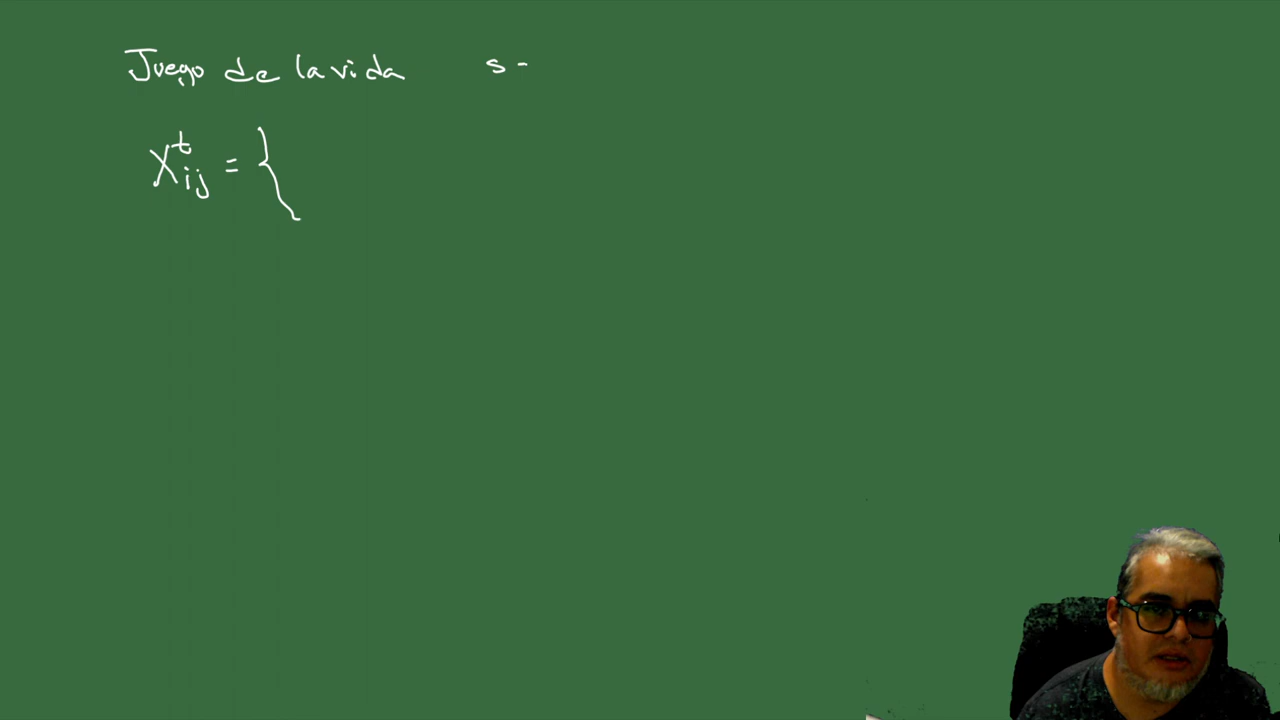 Juego de la vida s -
X^t_ij = {